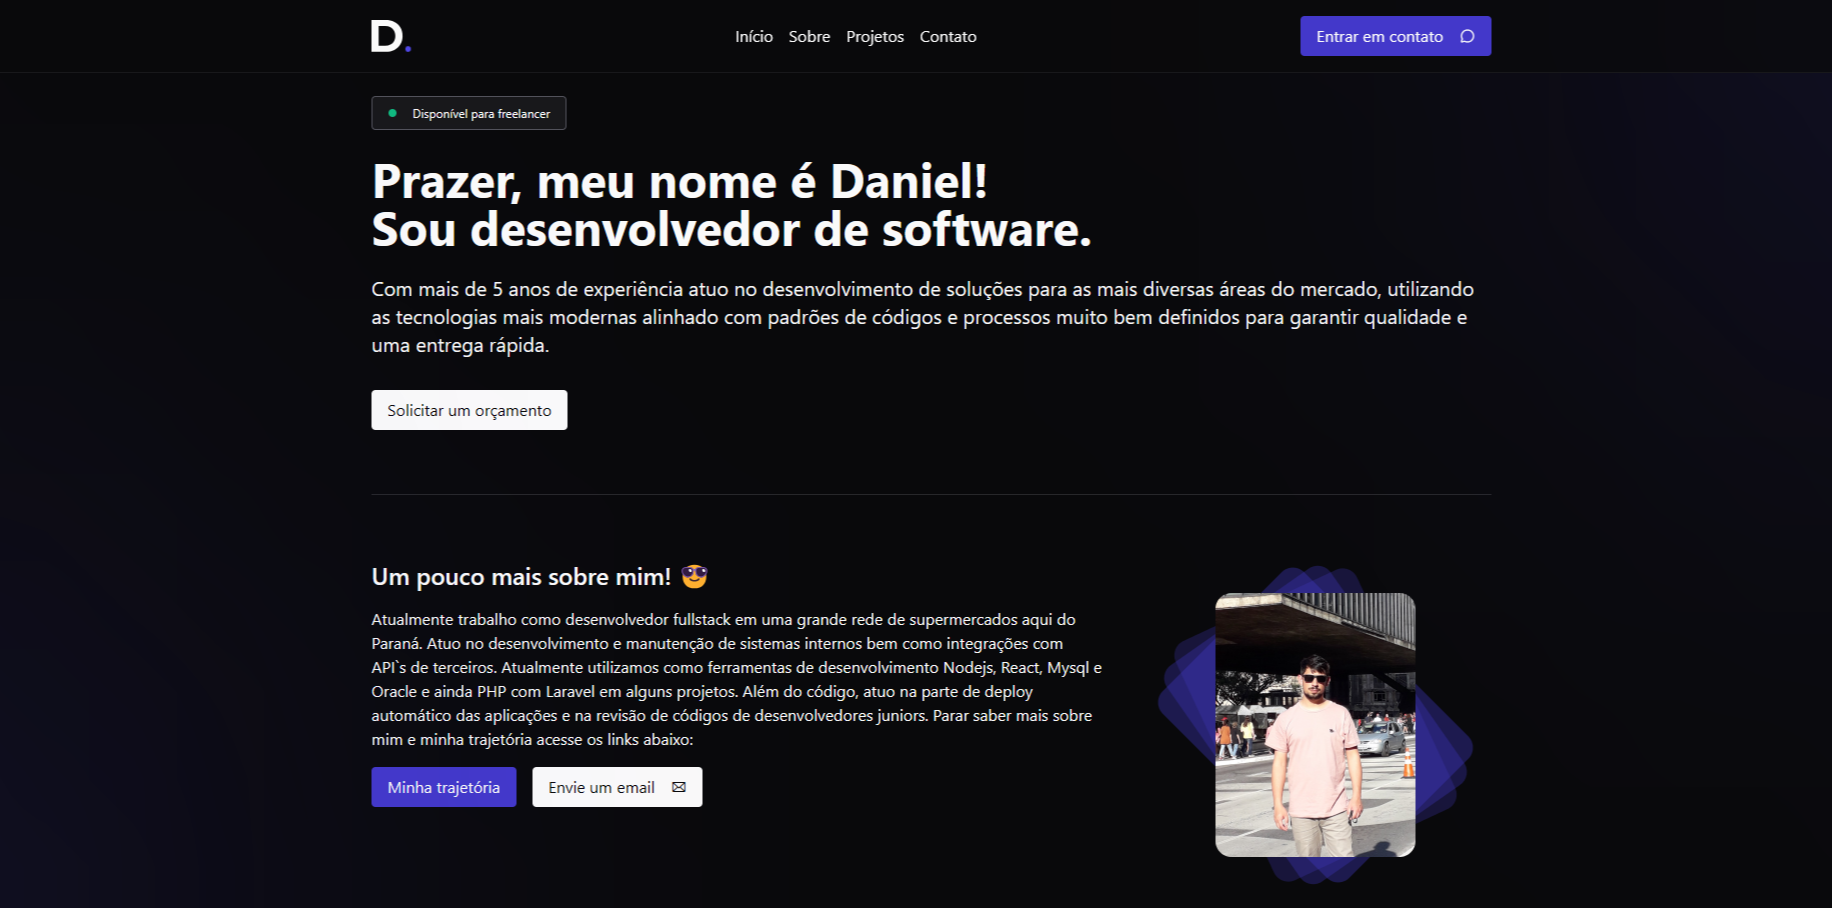 D.
Início
Sobre
Projetos
Contato
Entrar em contato
Disponível para freelancer
Prazer, meu nome é Daniel!
Sou desenvolvedor de software.
Com mais de 5 anos de experiência atuo no desenvolvimento de soluções para as mais diversas áreas do mercado, utilizando
as tecnologias mais modernas alinhado com padrões de códigos e processos muito bem definidos para garantir qualidade e
uma entrega rápida.
Solicitar um orçamento
Um pouco mais sobre mim! 😎
Atualmente trabalho como desenvolvedor fullstack em uma grande rede de supermercados aqui do
Paraná. Atuo no desenvolvimento e manutenção de sistemas internos bem como integrações com
API`s de terceiros. Atualmente utilizamos como ferramentas de desenvolvimento Nodejs, React, Mysql e
Oracle e ainda PHP com Laravel em alguns projetos. Além do código, atuo na parte de deploy
automático das aplicações e na revisão de códigos de desenvolvedores juniors. Parar saber mais sobre
mim e minha trajetória acesse os links abaixo:
Minha trajetória
Envie um email